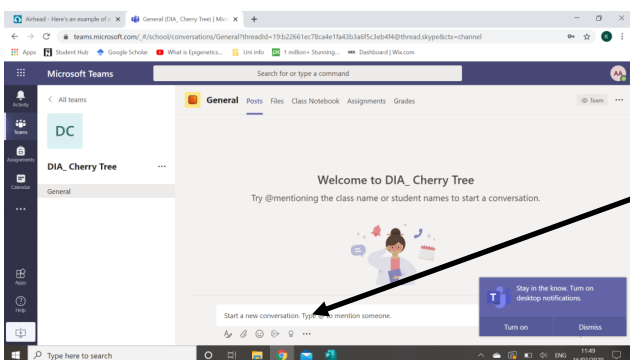 Airhead - Here's an example of
General (DIA_ Cherry Tree) | Mic
teams.microsoft.com/_#/school/conversations/General?threadId=19:b22661ec78ca4e1fa43b3a6f5c3eb4f4@thread.skype&ctx=channel
K
Apps
Student Hub
Google Scholar
What is Epigenetics...
Uni info
1 million+ Stunning...
Dashboard | Wix.com
Microsoft Teams
Search for or type a command
AA
Activity
Teams
Assignments
Calendar
Apps
Help
All teams
DC
DIA_ Cherry Tree
General
General Posts Files Class Notebook Assignments Grades
Team
Welcome to DIA_ Cherry Tree
Try @mentioning the class name or student names to start a conversation.
Start a new conversation. Type @ to mention someone.
Stay in the know. Turn on
desktop notifications.
Turn on
Dismiss
Type here to search
ENG
11:49